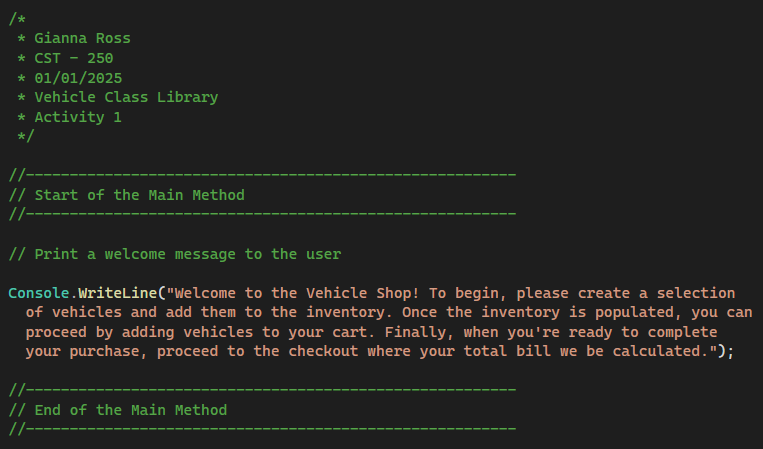 /*
 * Gianna Ross
 * CST - 250
 * 01/01/2025
 * Vehicle Class Library
 * Activity 1
 */
//--------------------------------------------------------
// Start of the Main Method
//--------------------------------------------------------
// Print a welcome message to the user
Console.WriteLine("Welcome to the Vehicle Shop! To begin, please create a selection
of vehicles and add them to the inventory. Once the inventory is populated, you can
proceed by adding vehicles to your cart. Finally, when you're ready to complete
your purchase, proceed to the checkout where your total bill we be calculated.");
//--------------------------------------------------------
// End of the Main Method
//--------------------------------------------------------